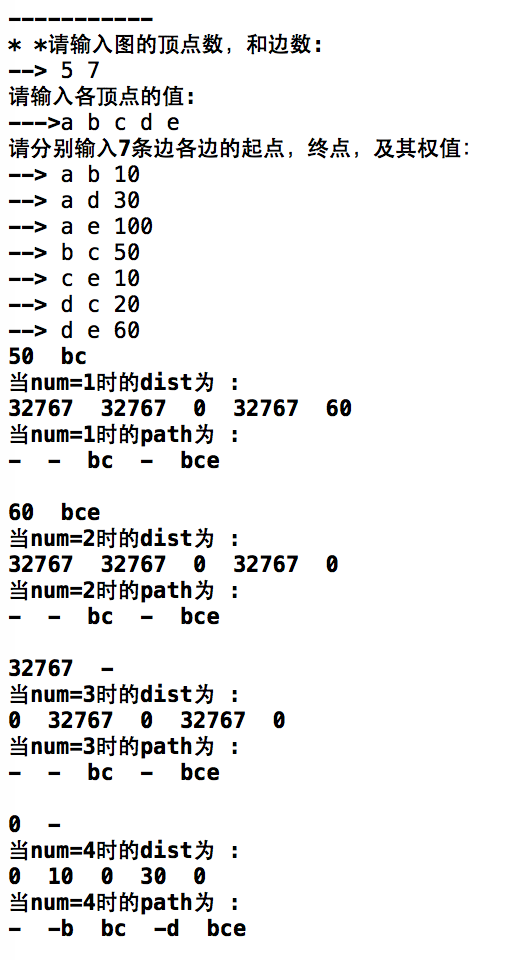 -----------
* *请输入图的顶点数，和边数：
--> 5 7
请输入各顶点的值：
--->a b c d e
请分别输入7条边各边的起点，终点，及其权值：
--> a b 10
--> a d 30
--> a e 100
--> b c 50
--> c e 10
--> d c 20
--> d e 60
50  bc
当num=1时的dist为 ：
32767  32767  0  32767  60
当num=1时的path为 ：
-  -  bc  -  bce
60  bce
当num=2时的dist为 ：
32767  32767  0  32767  0
当num=2时的path为 ：
-  -  bc  -  bce
32767  -
当num=3时的dist为 ：
0  32767  0  32767  0
当num=3时的path为 ：
-  -  bc  -  bce
0  -
当num=4时的dist为 ：
0  10  0  30  0
当num=4时的path为 ：
-  -b  bc  -d  bce